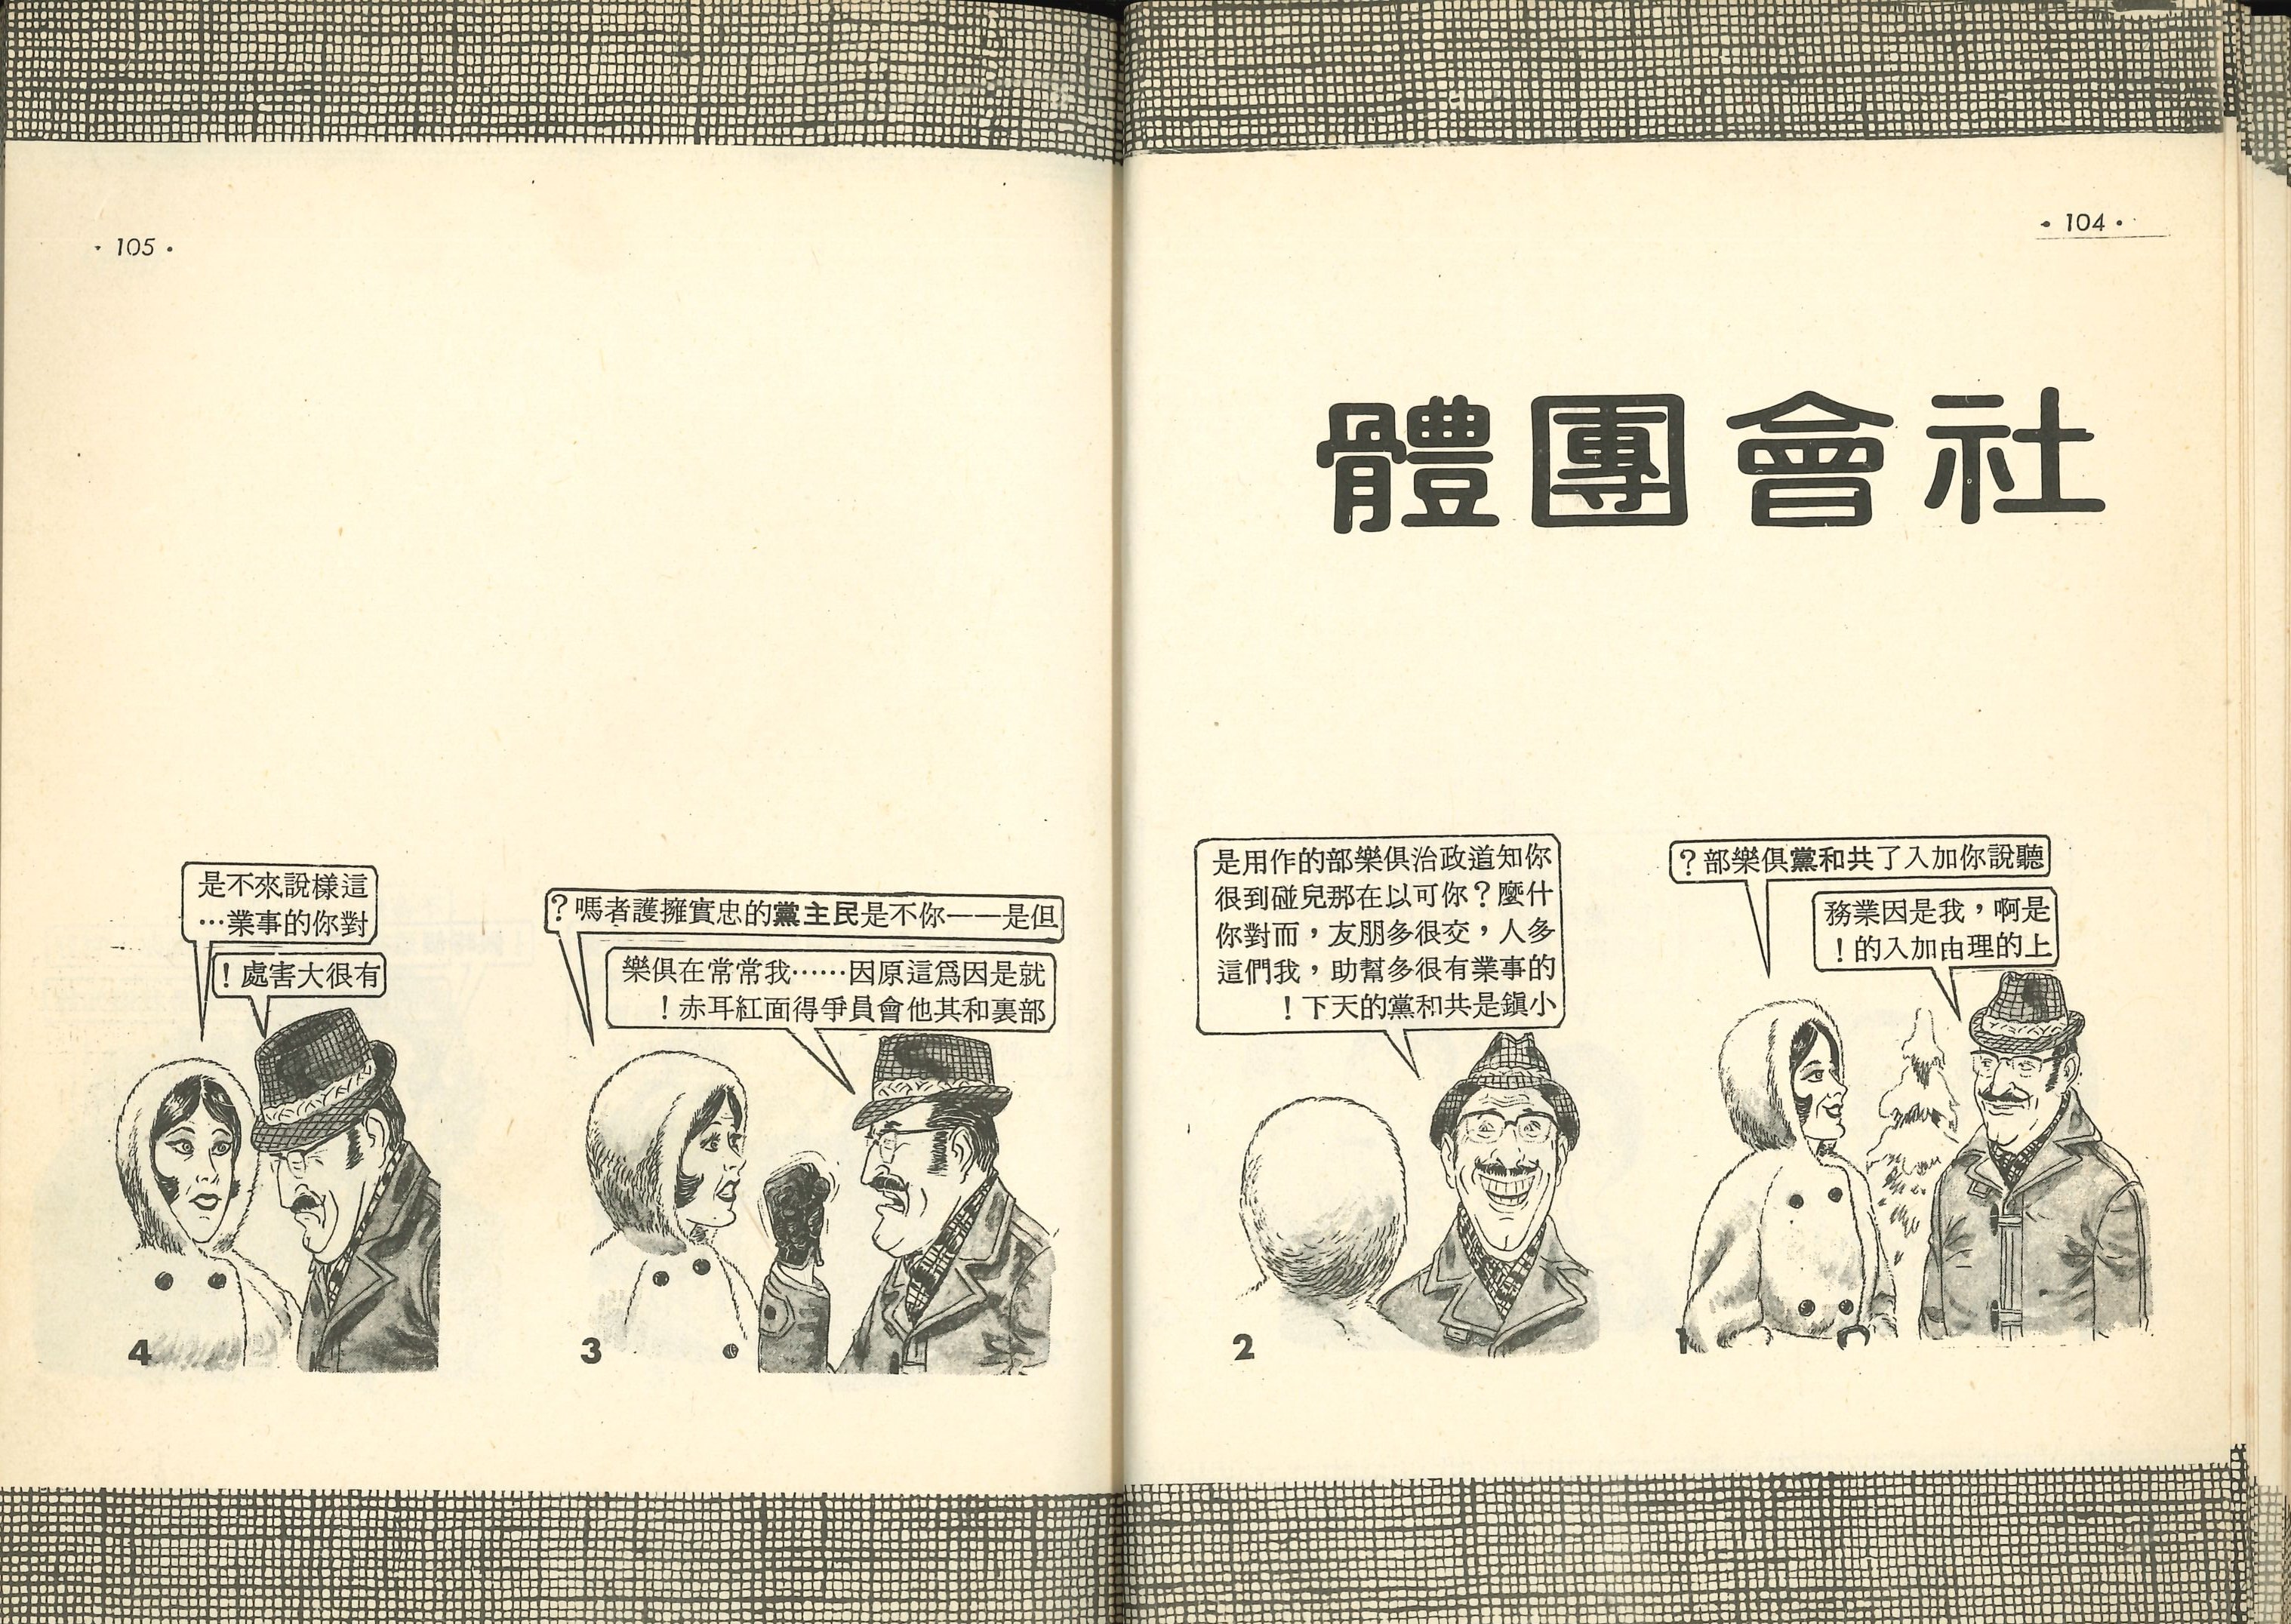 · 104 ·
社會團體
聽說你加入了共和黨俱樂部？
是啊，我是因業務
上的理由加入的！
1
你知道政治俱樂部的作用是
什麼？你可以在那兒碰到很
多人，交很多朋友，而對你
的事業有很多幫助，我們這
小鎭是共和黨的天下！
2
· 105 ·
但是——你不是民主黨的忠實擁護者嗎？
就是因爲這原因……我常常在俱樂
部裏和其他會員爭得面紅耳赤！
3
這樣說來不是
對你的事業…
有很大害處！
4